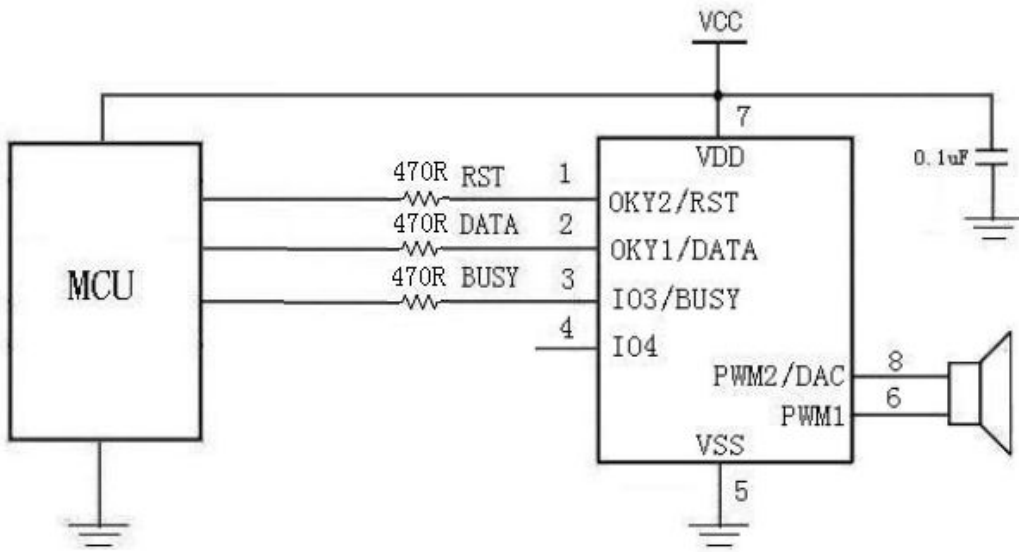 VCC
7
VDD
0.1uF
470R RST 1
OKY2/RST
470R DATA 2
OKY1/DATA
MCU
470R BUSY 3
IO3/BUSY
4
IO4
PWM2/DAC 8
PWM1 6
VSS
5